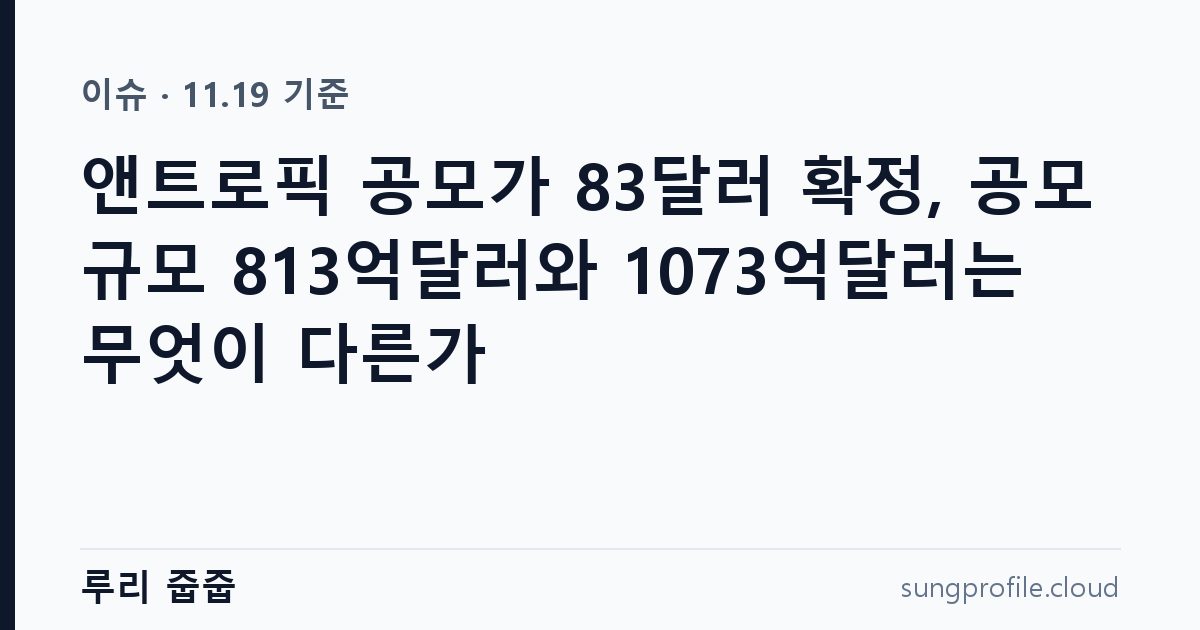 이슈 · 11.19 기준
앤트로픽 공모가 83달러 확정, 공모
규모 813억달러와 1073억달러는
무엇이 다른가
루리 줍줍
sungprofile.cloud